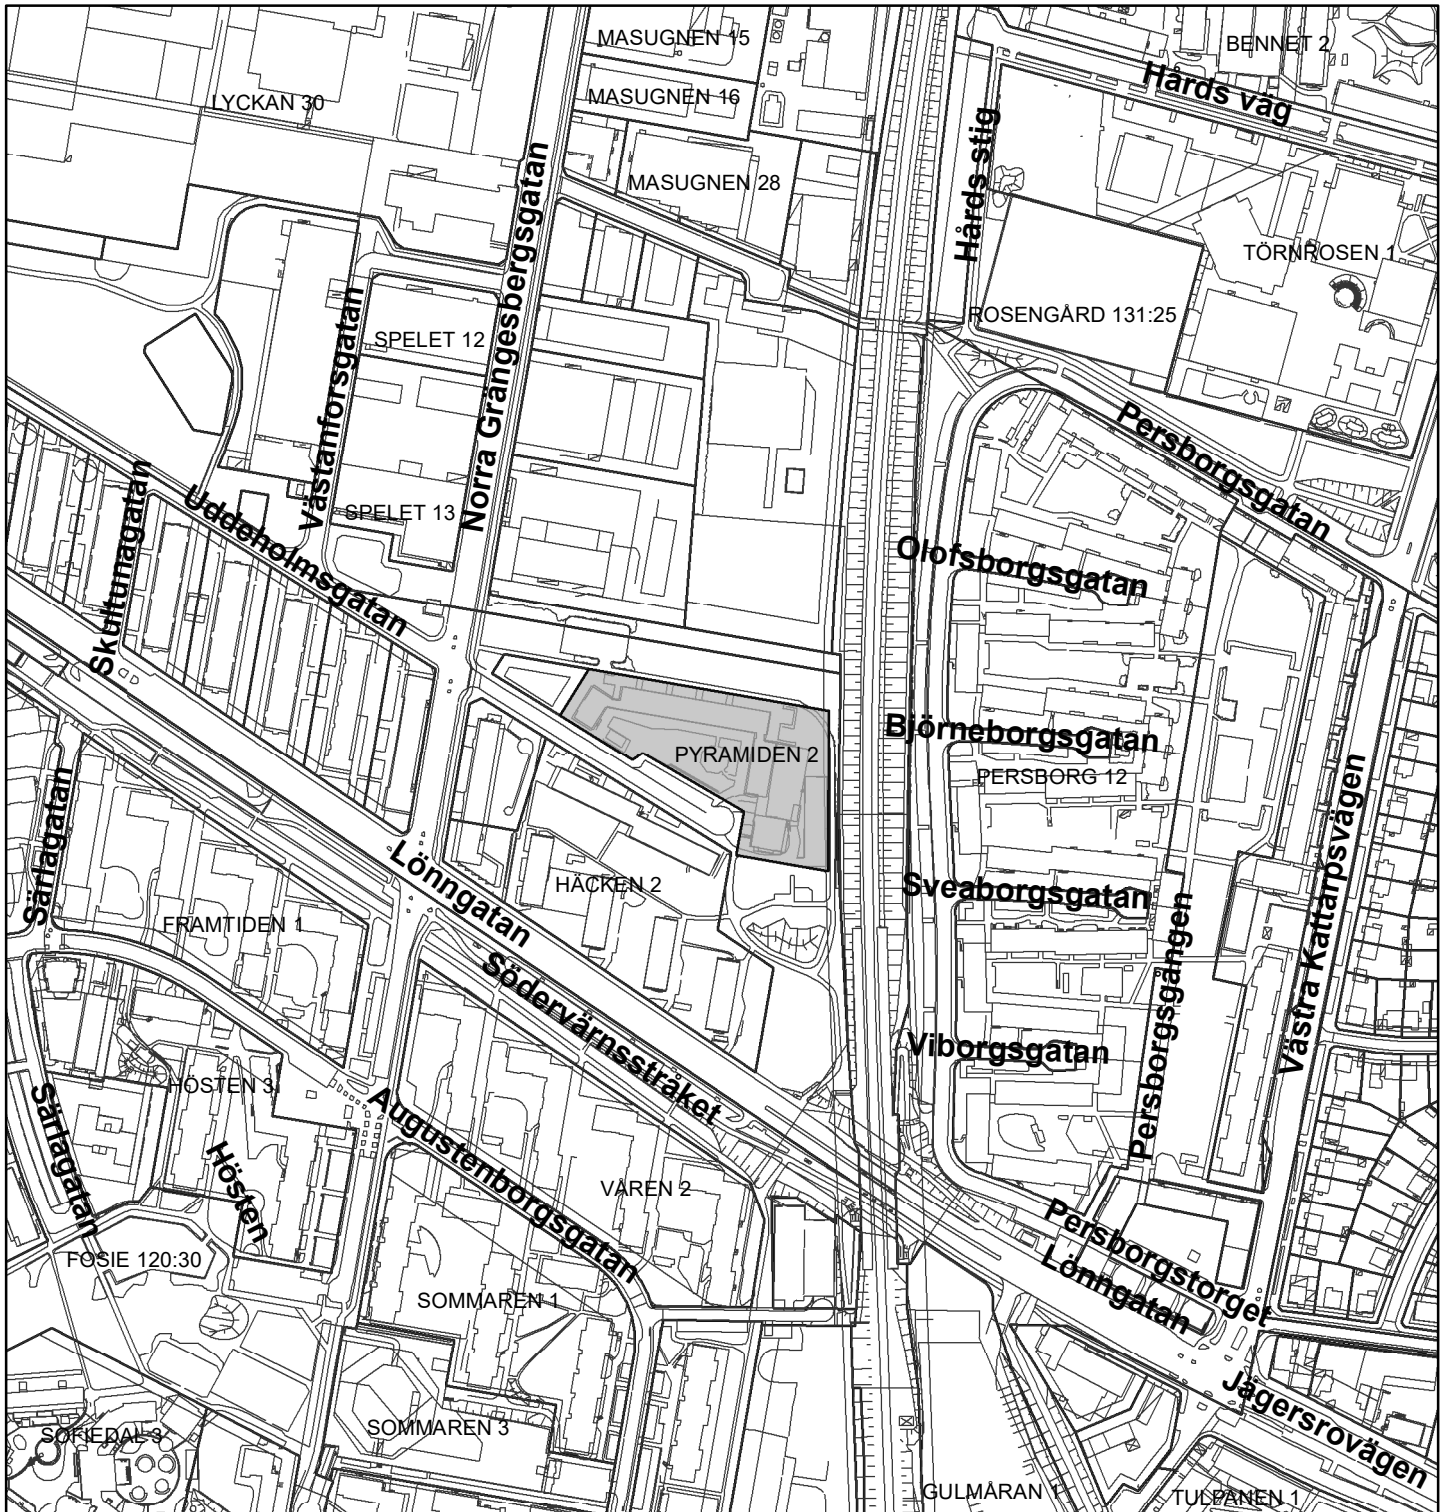 MASUGNEN 15
BENNET 2
Hårds väg
MASUGNEN 16
LYCKAN 30
Hårds stig
MASUGNEN 28
Norra Grängesbergsgatan
TÖRNROSEN 1
ROSENGÅRD 131:25
Västanforsgatan
SPELET 12
Persborgsgatan
Skultunagatan
Uddeholmsgatan
SPELET 13
Olofsborgsgatan
Björneborgsgatan
PYRAMIDEN 2
PERSBORG 12
Västra Kattarpsvägen
Särlagatan
Lönngatan
HÄCKEN 2
Sveaborgsgatan
FRAMTIDEN 1
Persborgsgången
Södervärnsstråket
Viborgsgatan
HÖSTEN 3
Särlagatan
Augustenborgsgatan
Hösten
VÅREN 2
FOSIE 120:30
Persborgstorget
Lönngatan
SOMMAREN 1
Jägersrovägen
SOMMAREN 3
SOFIEDAL 3
GULMÅRAN 1
TULPANEN 1